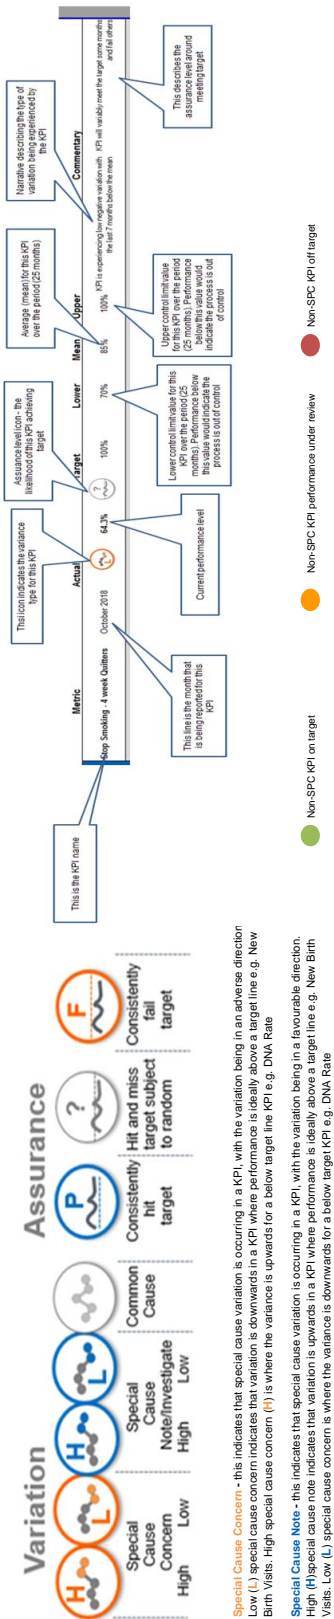 Variation
Assurance
H
L
H
L
P
?
F
Special
Cause
Concern
High Low
Special
Cause
Note/Investigate
High Low
Common
Cause
Consistently
hit
target
Hit and miss
target subject
to random
Consistently
fail
target
This is the KPI name
This icon indicates the variance
type for this KPI
Assurance level icon - the
likelihood of this KPI achieving
target
Average (mean) for this KPI
over the period (25 months)
Narrative describing the type of
variation being experienced by
the KPI
Metric Actual Target Lower Mean Upper Commentary
Stop Smoking - 4 week Quitters October 2018 L 64.3% ? 100% 70% 85% 100%
KPI is experiencing low negative variation with
the last 7 months below the mean
KPI will variably meet the target some months
and fail others
This line is the month that
is being reported for this
KPI
Current performance level
Lower control limit value for this
KPI over the period (25
months). Performance below
this value would indicate the
process is out of control
Upper control limit value
for this KPI over the period
(25 months). Performance
below this value would
indicate the process is out
of control
This describes the
assurance level around
meeting target
Special Cause Concern - this indicates that special cause variation is occurring in a KPI, with the variation being in an adverse direction
Low (L) special cause concern indicates that variation is downwards in a KPI where performance is ideally above a target line e.g. New
Birth Visits. High special cause concern (H) is where the variance is upwards for a below target line KPI e.g. DNA Rate
Special Cause Note - this indicates that special cause variation is occurring in a KPI, with the variation being in a favourable direction.
High (H)special cause note indicates that variation is upwards in a KPI where performance is ideally above a target line e.g. New Birth
Visits. Low (L) special cause concern is where the variance is downwards for a below target KPI e.g. DNA Rate
Non-SPC KPI on target
Non-SPC KPI performance under review
Non-SPC KPI off target